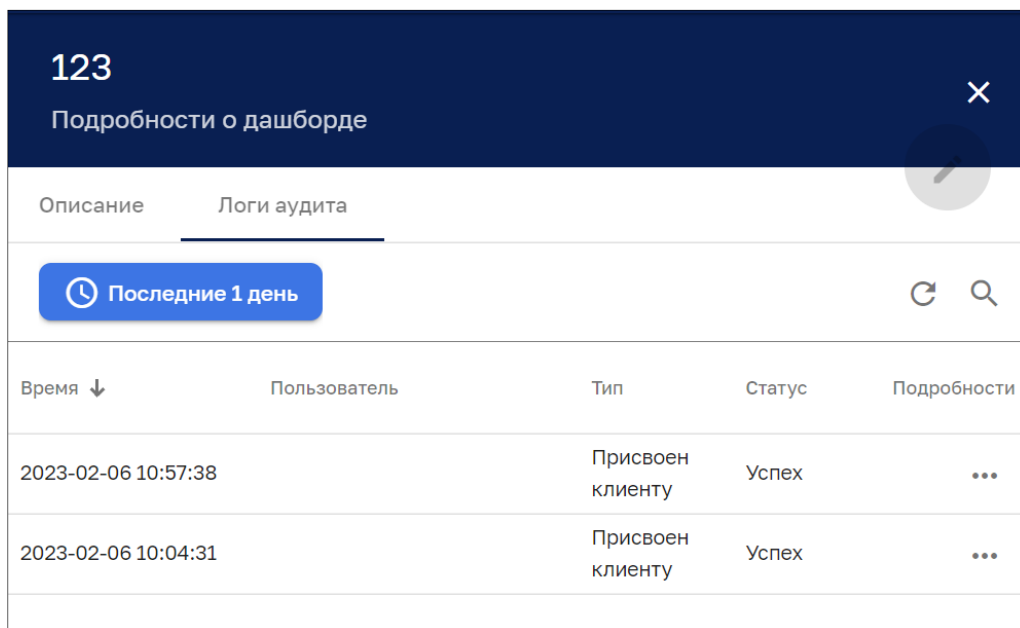 123
Подробности о дашборде
Описание Логи аудита
Последние 1 день
Время Пользователь Тип Статус Подробности
2023-02-06 10:57:38 Присвоен клиенту Успех
2023-02-06 10:04:31 Присвоен клиенту Успех